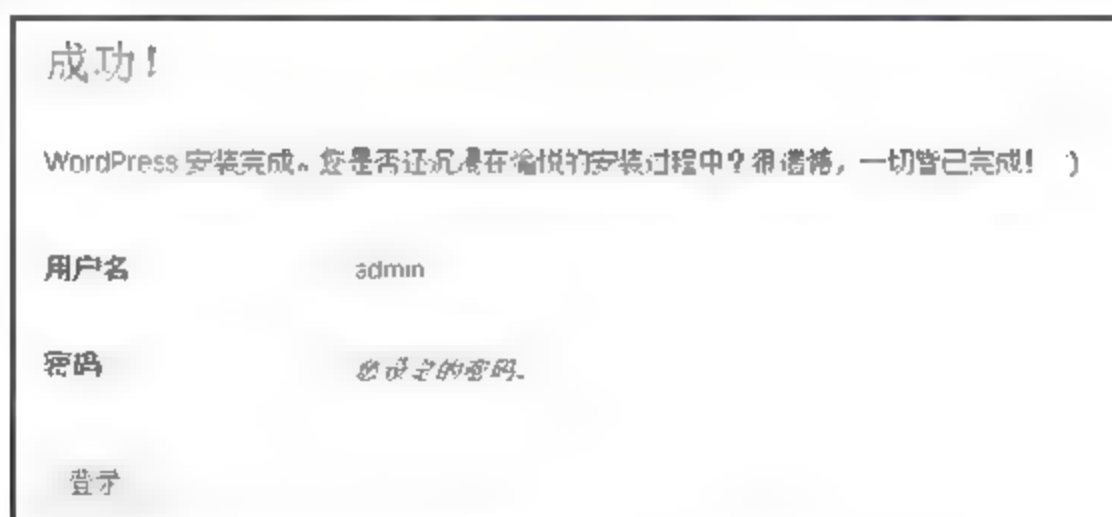 成功！
WordPress 安装完成。您是否还沉浸在愉悦的安装过程中？很遗憾，一切皆已完成！ :)
用户名 admin
密码 您设定的密码。
登录